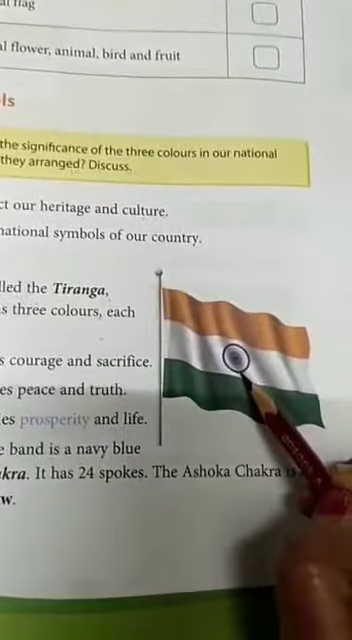 al flag
al flower, animal, bird and fruit
ls
the significance of the three colours in our national
they arranged? Discuss.
ct our heritage and culture.
national symbols of our country.
lled the Tiranga,
s three colours, each
s courage and sacrifice.
es peace and truth.
ies prosperity and life.
e band is a navy blue
akra. It has 24 spokes. The Ashoka Chakra
w.